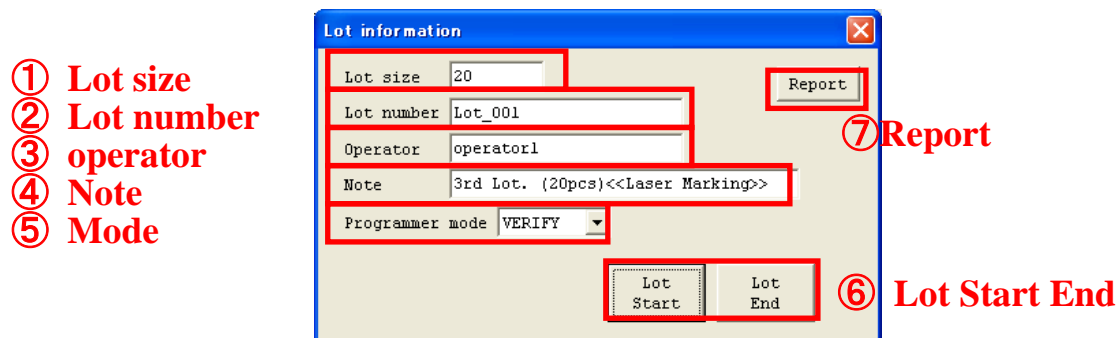 Lot information
① Lot size
② Lot number
③ operator
④ Note
⑤ Mode
Lot size 20
Report
Lot number Lot_001
⑦Report
Operator operator1
Note 3rd Lot. (20pcs)<<Laser Marking>>
Programmer mode VERIFY
Lot Start
Lot End
⑥ Lot Start End